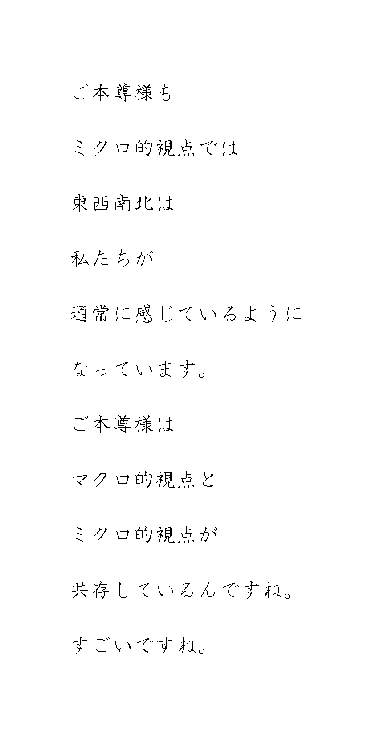 ご本尊様も
ミクロ的視点では
東西南北は
私たちが
通常に感じているように
なっています。
ご本尊様は
マクロ的視点と
ミクロ的視点が
共存しているんですね。
すごいですね。